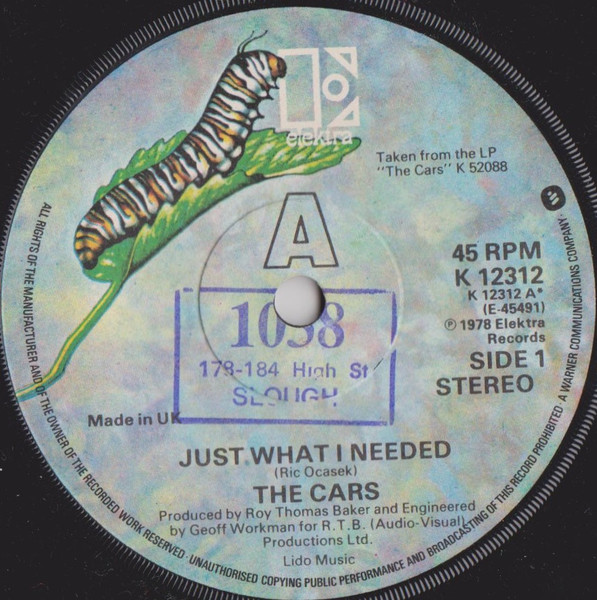 elektra
Taken from the LP
"The Cars" K 52088
A
45 RPM
K 12312
K 12312 A*
(E-45491)
℗ 1978 Elektra
Records
SIDE 1
STEREO
1038
178-184 High St
SLOUGH
Made in UK
JUST WHAT I NEEDED
(Ric Ocasek)
THE CARS
Produced by Roy Thomas Baker and Engineered
by Geoff Workman for R.T.B. (Audio-Visual)
Productions Ltd.
Lido Music
ALL RIGHTS OF THE MANUFACTURER AND OF THE OWNER OF THE RECORDED WORK RESERVED · UNAUTHORISED COPYING PUBLIC PERFORMANCE AND BROADCASTING OF THIS RECORD PROHIBITED · A WARNER COMMUNICATIONS COMPANY ·